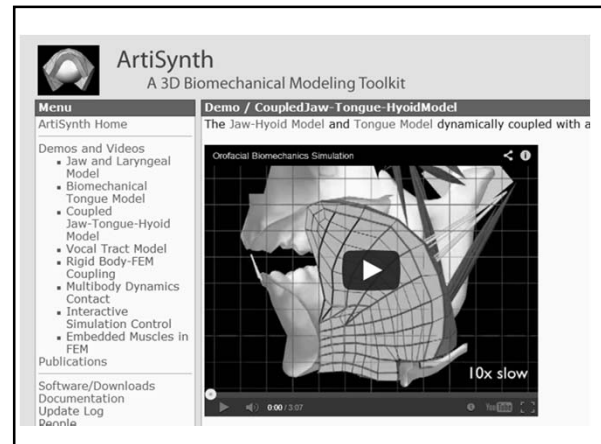 ArtiSynth
A 3D Biomechanical Modeling Toolkit
Menu
ArtiSynth Home
Demos and Videos
Jaw and Laryngeal
Model
Biomechanical
Tongue Model
Coupled
Jaw-Tongue-Hyoid
Model
Vocal Tract Model
Rigid Body-FEM
Coupling
Multibody Dynamics
Contact
Interactive
Simulation Control
Embedded Muscles in
FEM
Publications
Software/Downloads
Documentation
Update Log
People
Demo / CoupledJaw-Tongue-HyoidModel
The Jaw-Hyoid Model and Tongue Model dynamically coupled with a
Orofacial Biomechanics Simulation
10x slow
0:00 / 3:07
YouTube